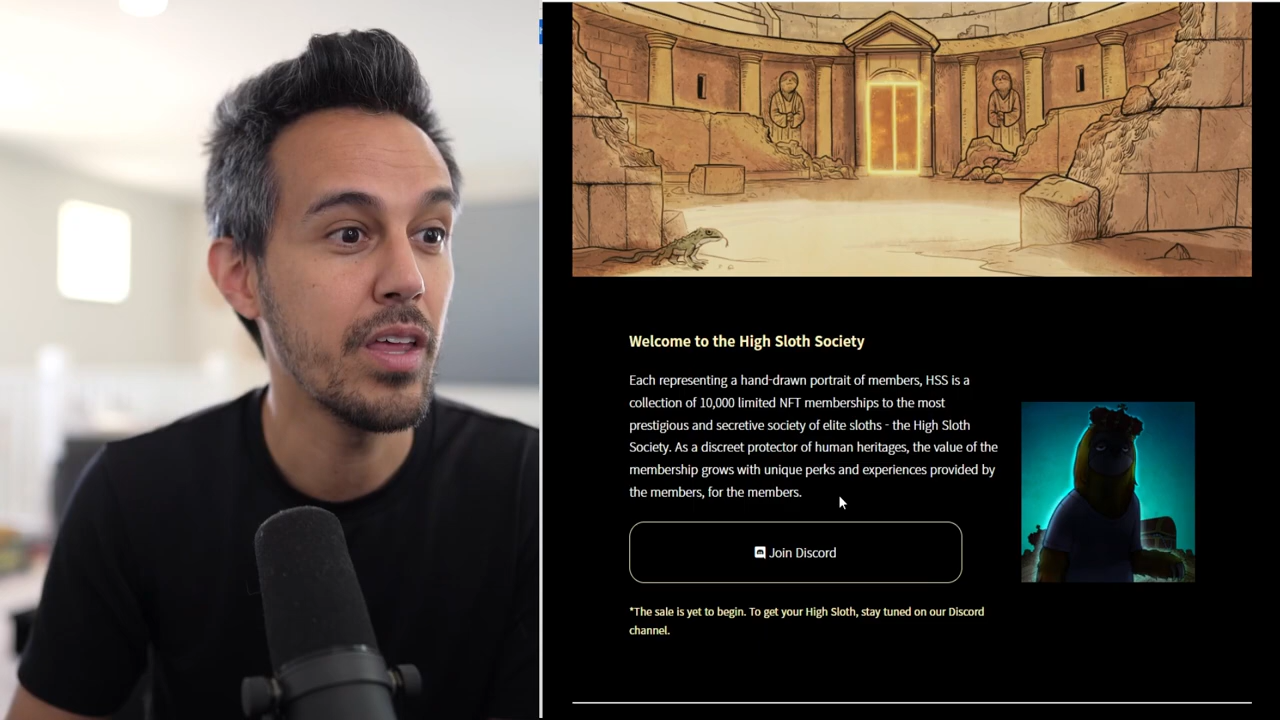 Welcome to the High Sloth Society
Each representing a hand-drawn portrait of members, HSS is a
collection of 10,000 limited NFT memberships to the most
prestigious and secretive society of elite sloths - the High Sloth
Society. As a discreet protector of human heritages, the value of the
membership grows with unique perks and experiences provided by
the members, for the members.
Join Discord
*The sale is yet to begin. To get your High Sloth, stay tuned on our Discord
channel.